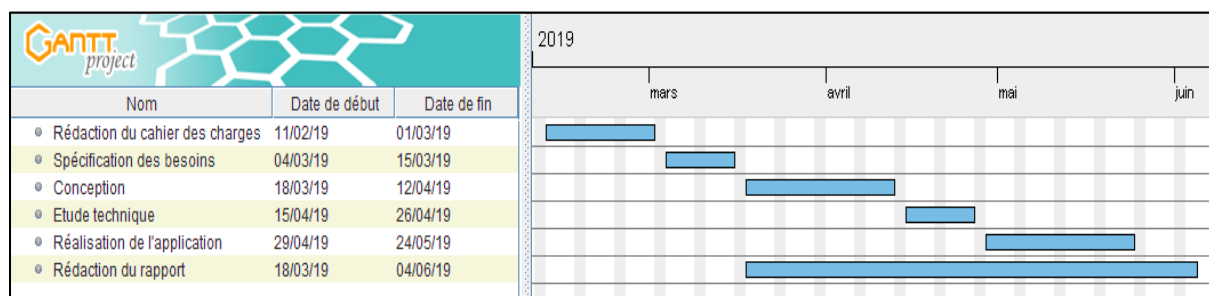 GANTT
project
2019
mars avril mai juin
Nom Date de début Date de fin
Rédaction du cahier des charges 11/02/19 01/03/19
Spécification des besoins 04/03/19 15/03/19
Conception 18/03/19 12/04/19
Etude technique 15/04/19 26/04/19
Réalisation de l'application 29/04/19 24/05/19
Rédaction du rapport 18/03/19 04/06/19